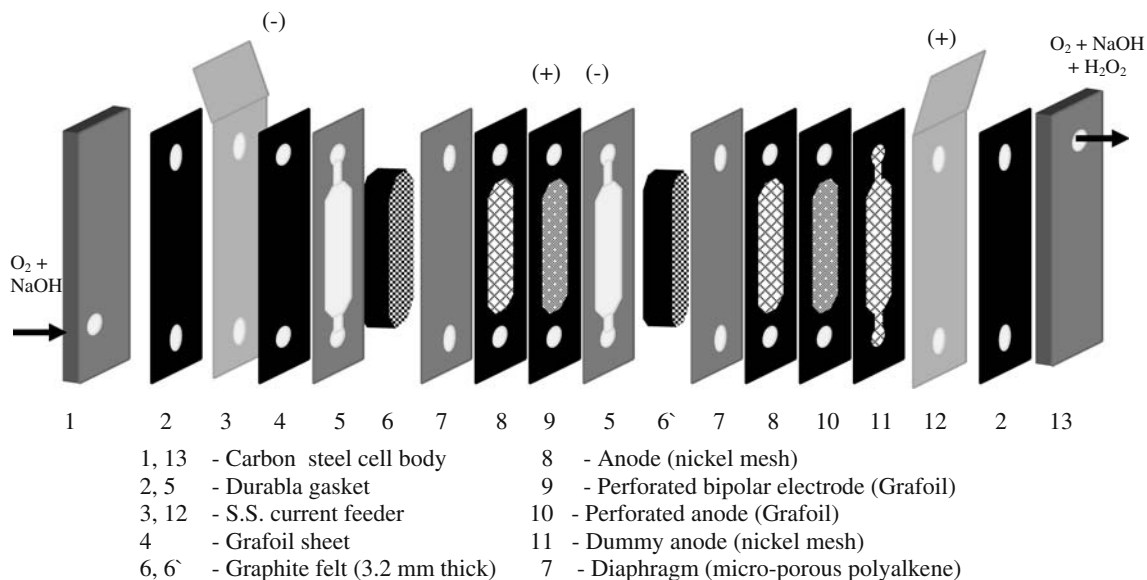 (-)
(+)
(-)
(+)
O₂ + NaOH
+ H₂O₂
O₂ +
NaOH
1 2 3 4 5 6 7 8 9 5 6` 7 8 10 11 12 2 13
1, 13 - Carbon steel cell body
2, 5 - Durabla gasket
3, 12 - S.S. current feeder
4 - Grafoil sheet
6, 6` - Graphite felt (3.2 mm thick)
8 - Anode (nickel mesh)
9 - Perforated bipolar electrode (Grafoil)
10 - Perforated anode (Grafoil)
11 - Dummy anode (nickel mesh)
7 - Diaphragm (micro-porous polyalkene)